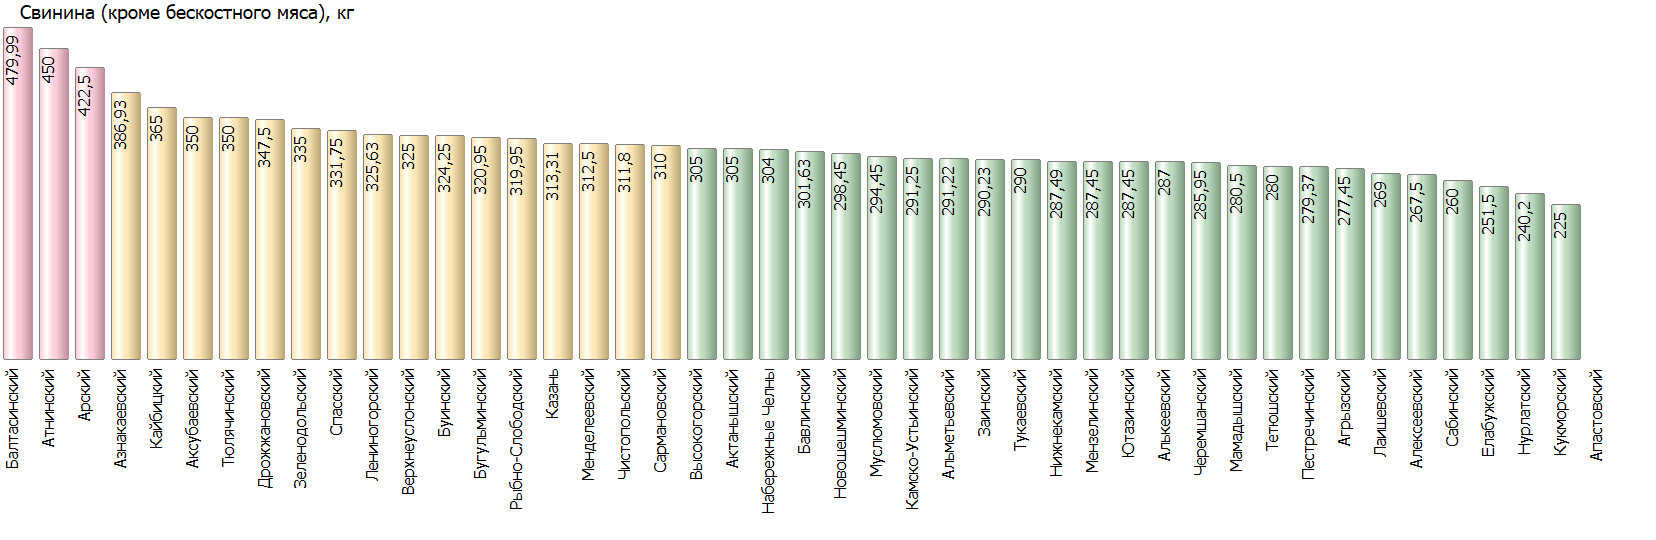 Свинина (кроме бескостного мяса), кг
479,99
450
422,5
386,93
365
350
350
347,5
335
331,75
325,63
325
324,25
320,95
319,95
313,31
312,5
311,8
310
305
305
304
301,63
298,45
294,45
291,25
291,22
290,23
290
287,49
287,45
287,45
287
285,95
280,5
280
279,37
277,45
269
267,5
260
251,5
240,2
225
Балтасинский
Атнинский
Арский
Азнакаевский
Кайбицкий
Аксубаевский
Тюлячинский
Дрожжановский
Зеленодольский
Спасский
Лениногорский
Верхнеуслонский
Буинский
Бугульминский
Рыбно-Слободский
Казань
Менделеевский
Чистопольский
Сармановский
Высокогорский
Актанышский
Набережные Челны
Бавлинский
Новошешминский
Муслюмовский
Камско-Устьинский
Альметьевский
Заинский
Тукаевский
Нижнекамский
Мензелинский
Ютазинский
Алькеевский
Черемшанский
Мамадышский
Тетюшский
Пестречинский
Агрызский
Лаишевский
Алексеевский
Сабинский
Елабужский
Нурлатский
Кукморский
Апастовский